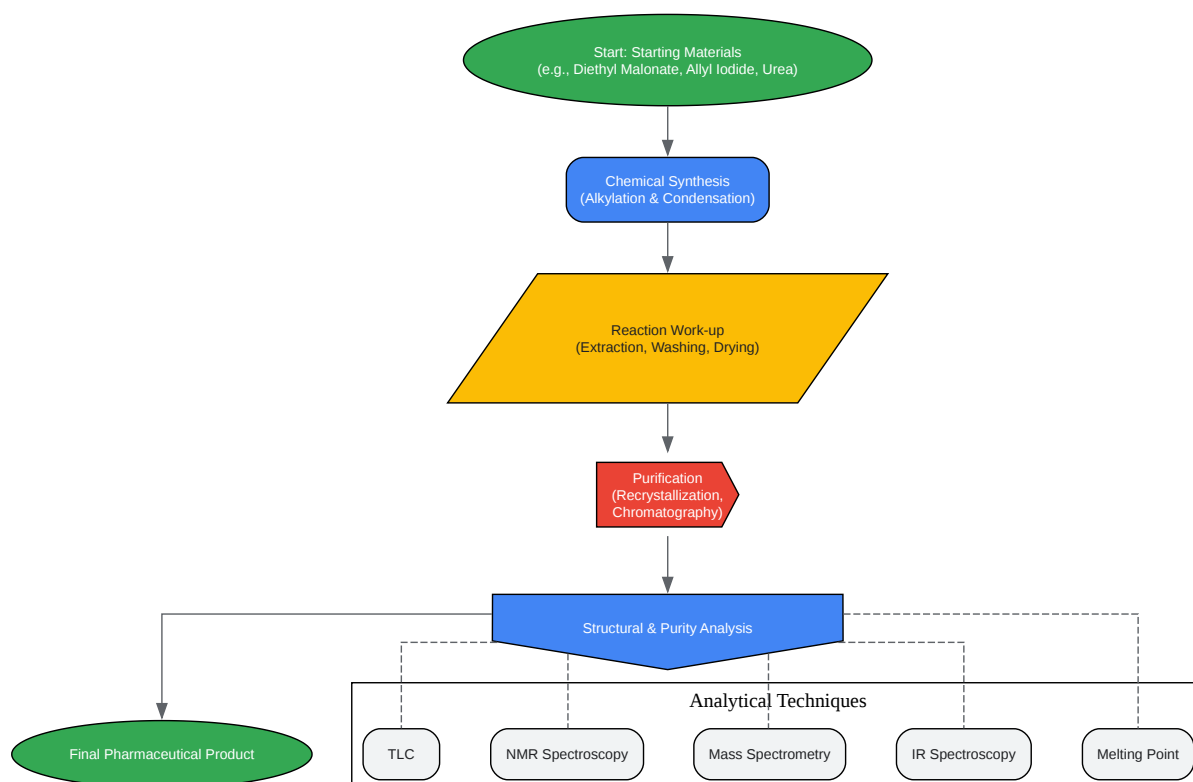 Start: Starting Materials
(e.g., Diethyl Malonate, Allyl Iodide, Urea)
Chemical Synthesis
(Alkylation & Condensation)
Reaction Work-up
(Extraction, Washing, Drying)
Purification
(Recrystallization,
Chromatography)
Structural & Purity Analysis
Analytical Techniques
Final Pharmaceutical Product
TLC
NMR Spectroscopy
Mass Spectrometry
IR Spectroscopy
Melting Point